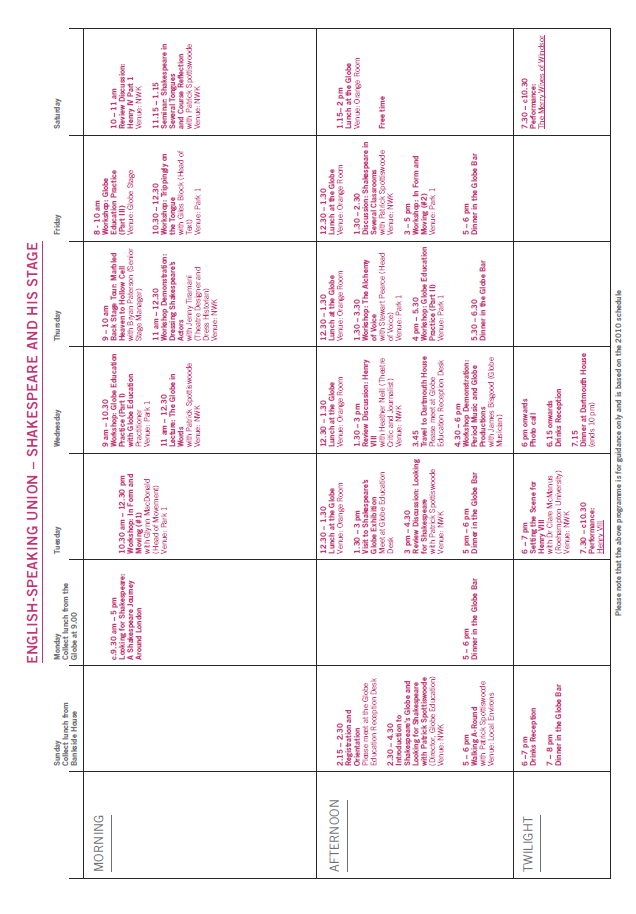 ENGLISH-SPEAKING UNION – SHAKESPEARE AND HIS STAGE
Sunday
Collect lunch from
Bankside House
Monday
Collect lunch from the
Globe at 9.00
Tuesday
Wednesday
Thursday
Friday
Saturday
MORNING
c.9.30 am – 5 pm
Looking for Shakespeare:
A Shakespeare Journey
Around London
10.30 am – 12.30 pm
Workshop: In Form and
Moving (#1)
with Glynn MacDonald
(Head of Movement)
Venue: Park 1
9 am – 10.30
Workshop: Globe Education
Practice (Part I)
with Globe Education
Practitioner
Venue: Park 1
11 am – 12.30
Lecture: The Globe in
Words
with Patrick Spottiswoode
Venue: NWK
9 – 10 am
Back Stage Tour: Marbled
Heaven to Hollow Cell
with Bryan Paterson (Senior
Stage Manager)
11 am – 12.30
Workshop Demonstration:
Dressing Shakespeare's
Actors
with Jenny Tiramani
(Theatre Designer and
Dress Historian)
Venue: NWK
8 - 10 am
Workshop: Globe
Education Practice
(Part III)
Venue: Globe Stage
10.30 – 12.30
Workshop: Trippingly on
the Tongue
with Giles Block (Head of
Text)
Venue: Park 1
10 – 11 am
Review Discussion:
Henry IV Part 1
Venue: NWK
11.15 – 1.15
Seminar: Shakespeare in
Several Tongues
and Course Reflection
with Patrick Spottiswoode
Venue: NWK
AFTERNOON
2.15 – 2.30
Registration and
Orientation
Please meet at the Globe
Education Reception Desk
2.30 – 4.30
Introduction to
Shakespeare's Globe and
Looking for Shakespeare
with Patrick Spottiswoode
(Director, Globe Education)
Venue: NWK
5 – 6 pm
Walking A-Round
with Patrick Spottiswoode
Venue: Local Environs
5 – 6 pm
Dinner in the Globe Bar
12.30 – 1.30
Lunch at the Globe
Venue: Orange Room
1.30 – 3 pm
Visit to Shakespeare's
Globe Exhibition
Meet at Globe Education
Desk
3 pm – 4.30
Review Discussion: Looking
for Shakespeare
with Patrick Spottiswoode
Venue: NWK
5 pm – 6 pm
Dinner in the Globe Bar
12.30 – 1.30
Lunch at the Globe
Venue: Orange Room
1.30 – 3 pm
Review Discussion: Henry
VIII
with Heather Neill (Theatre
Critic and Journalist)
Venue: NWK
3.45
Travel to Dartmouth House
Please meet at Globe
Education Reception Desk
4.30 – 6 pm
Workshop Demonstration:
Period Music and Globe
Productions
with James Bisgood (Globe
Musician)
12.30 – 1.30
Lunch at the Globe
Venue: Orange Room
1.30 – 3.30
Workshop: The Alchemy
of Voice
with Stewart Pearce (Head
of Voice)
Venue: Park 1
4 pm – 5.30
Workshop: Globe Education
Practice (Part II)
Venue: Park 1
5.30 – 6.30
Dinner in the Globe Bar
12.30 – 1.30
Lunch at the Globe
Venue: Orange Room
1.30 – 2.30
Discussion: Shakespeare in
Several Classrooms
with Patrick Spottiswoode
Venue: NWK
3 – 5 pm
Workshop: In Form and
Moving (#2)
Venue: Park 1
5 – 6 pm
Dinner in the Globe Bar
1.15– 2 pm
Lunch at the Globe
Venue: Orange Room
Free time
TWILIGHT
6 –7 pm
Drinks Reception
7 – 8 pm
Dinner in the Globe Bar
6 – 7 pm
Setting the Scene for
Henry VIII
with Dr Clare McManus
(Roehampton University)
Venue: NWK
7.30 – c10.30
Performance:
Henry VIII
6 pm onwards
Photo call
6.15 onwards
Drinks Reception
7.15
Dinner at Dartmouth House
(ends 10 pm)
7.30 – c10.30
Performance:
The Merry Wives of Windsor
Please note that the above programme is for guidance only and is based on the 2010 schedule